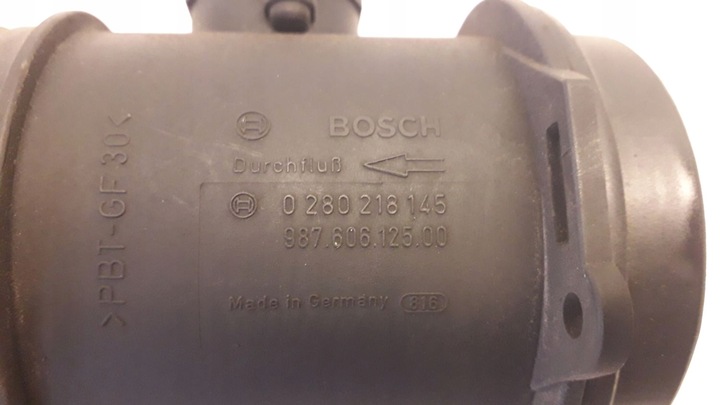 BOSCH
Durchfluß
0 280 218 145
987.606.125.00
Made in Germany 816
>PBT-GF30<